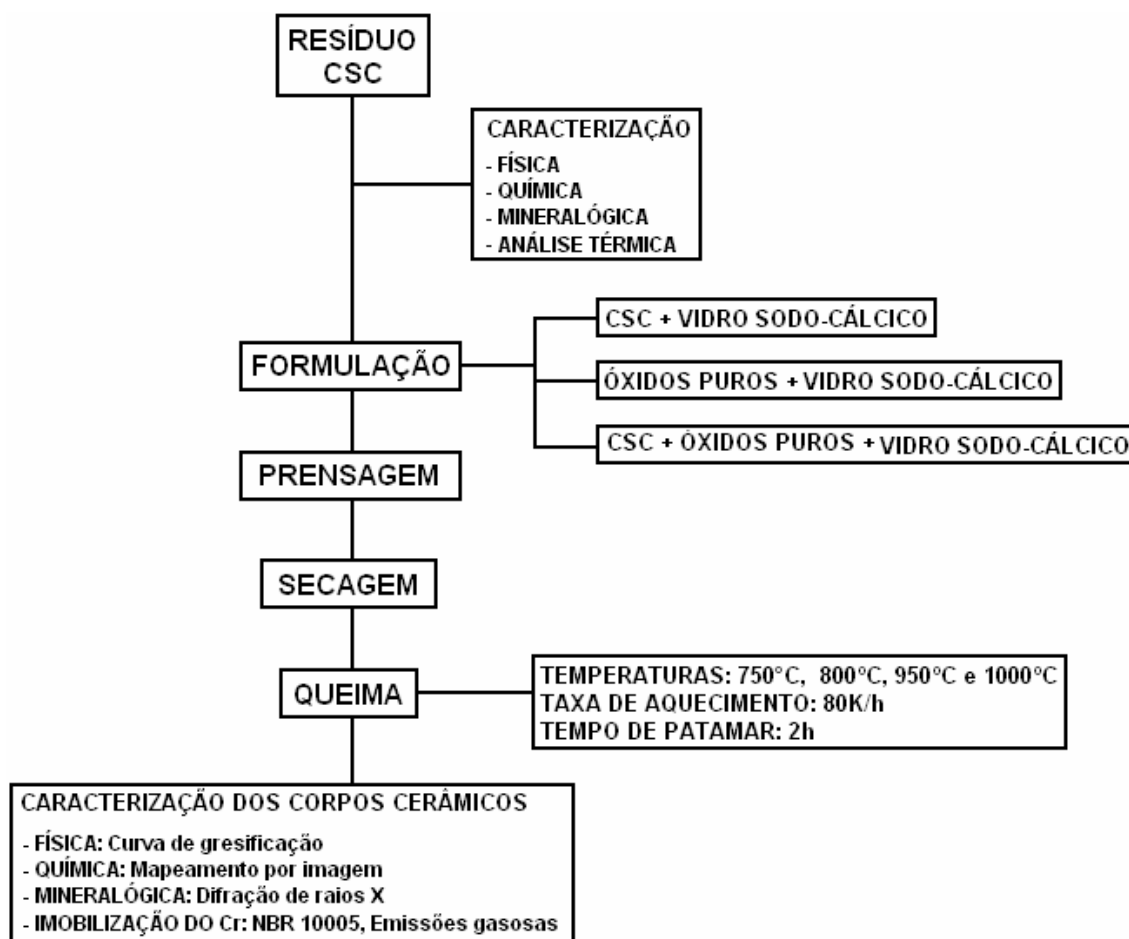 RESÍDUO
CSC
CARACTERIZAÇÃO
- FÍSICA
- QUÍMICA
- MINERALÓGICA
- ANÁLISE TÉRMICA
FORMULAÇÃO
CSC + VIDRO SODO-CÁLCICO
ÓXIDOS PUROS + VIDRO SODO-CÁLCICO
CSC + ÓXIDOS PUROS + VIDRO SODO-CÁLCICO
PRENSAGEM
SECAGEM
QUEIMA
TEMPERATURAS: 750°C, 800°C, 950°C e 1000°C
TAXA DE AQUECIMENTO: 80K/h
TEMPO DE PATAMAR: 2h
CARACTERIZAÇÃO DOS CORPOS CERÂMICOS
- FÍSICA: Curva de gresificação
- QUÍMICA: Mapeamento por imagem
- MINERALÓGICA: Difração de raios X
- IMOBILIZAÇÃO DO Cr: NBR 10005, Emissões gasosas